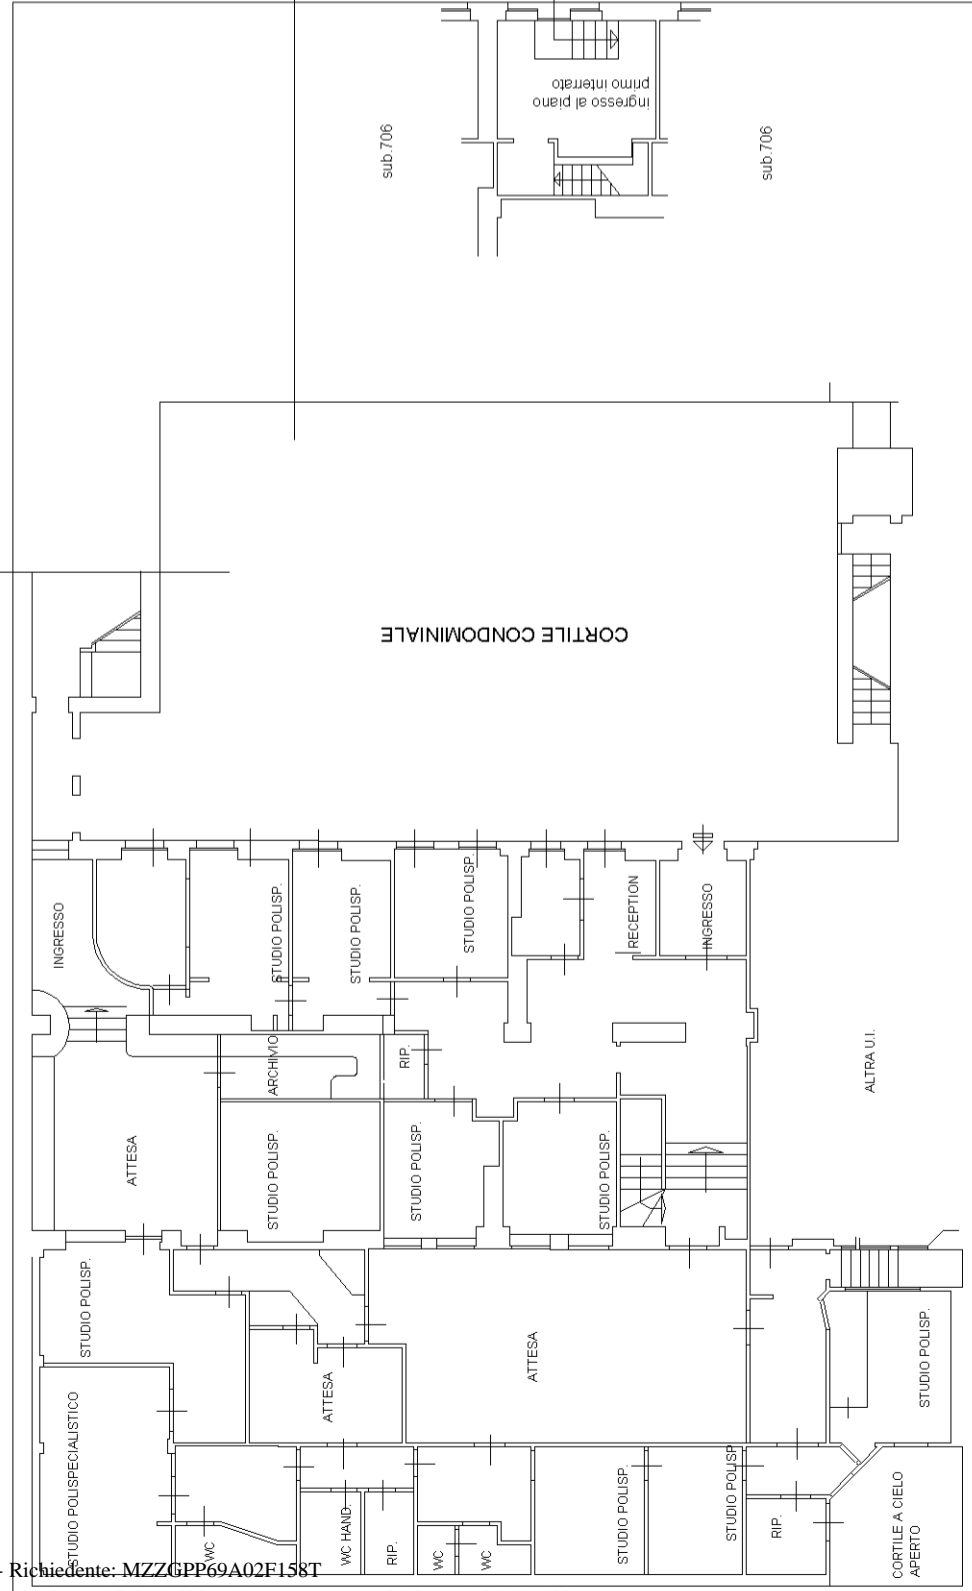 ingresso al piano
primo interrato
sub.706
sub.706
CORTILE CONDOMINIALE
INGRESSO
STUDIO POLISP.
STUDIO POLISP.
STUDIO POLISP.
RECEPTION
INGRESSO
ARCHIVIO
RIP.
ALTRA U.I.
ATTESA
STUDIO POLISP.
STUDIO POLISP.
STUDIO POLISP.
STUDIO POLISP.
ATTESA
ATTESA
STUDIO POLISP.
STUDIO POLISPECIALISTICO
WC
WC HAND.
RIP.
WC
WC
STUDIO POLISP.
STUDIO POLISP
RIP.
CORTILE A CIELO
APERTO
- Richiedente: MZZGPP69A02F158T